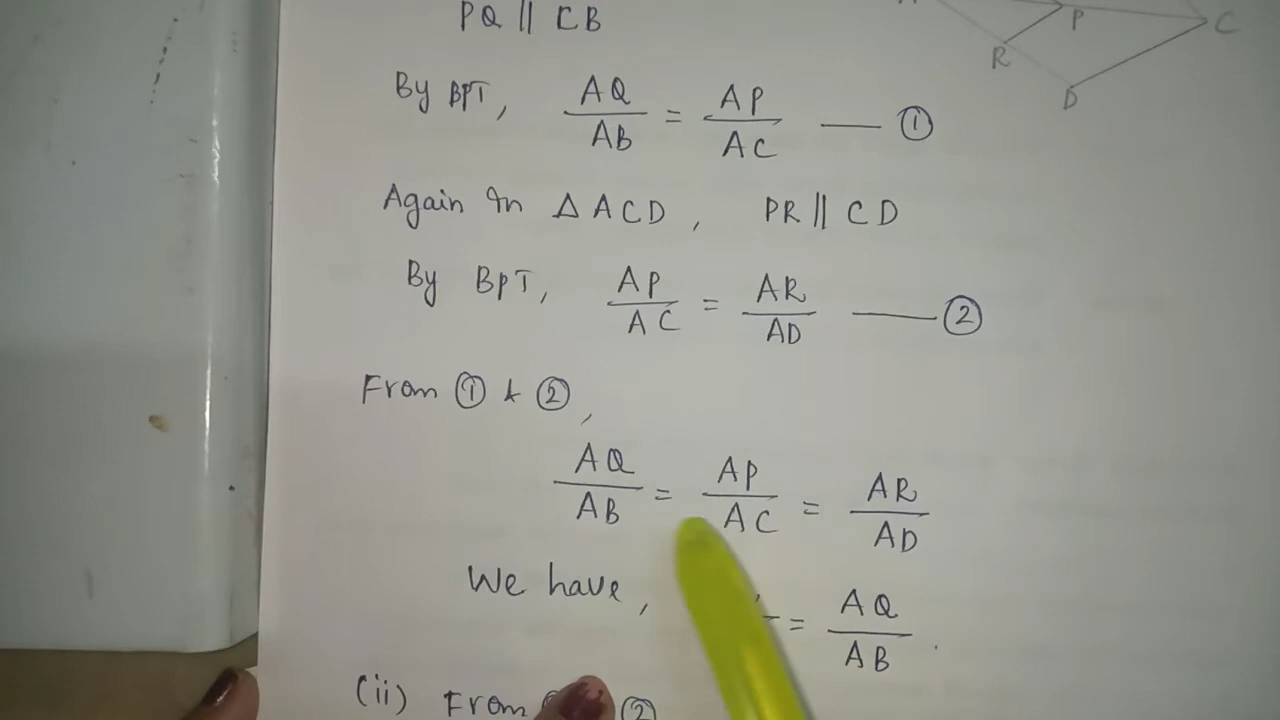 PQ || CB
P
C
R
D
By BPT, AQ/AB = AP/AC — ①
Again In △ ACD, PR || CD
By BPT, AP/AC = AR/AD — ②
From ① & ②,
AQ/AB = AP/AC = AR/AD
We have, = AQ/AB.
(ii) From ②